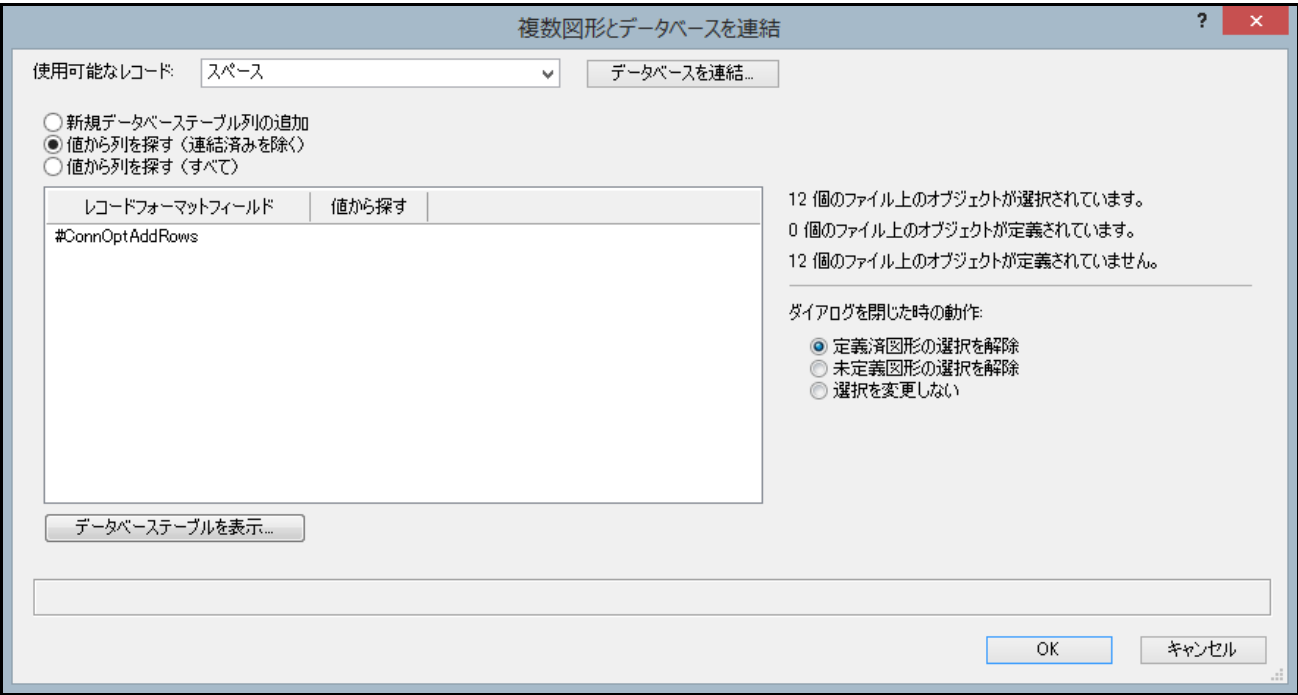 複数図形とデータベースを連結
?
使用可能なレコード:
スペース
データベースを連結...
新規データベーステーブル列の追加
値から列を探す（連結済みを除く）
値から列を探す（すべて）
レコードフォーマットフィールド
値から探す
#ConnOptAddRows
12 個のファイル上のオブジェクトが選択されています。
0 個のファイル上のオブジェクトが定義されています。
12 個のファイル上のオブジェクトが定義されていません。
ダイアログを閉じた時の動作:
定義済図形の選択を解除
未定義図形の選択を解除
選択を変更しない
データベーステーブルを表示...
OK
キャンセル